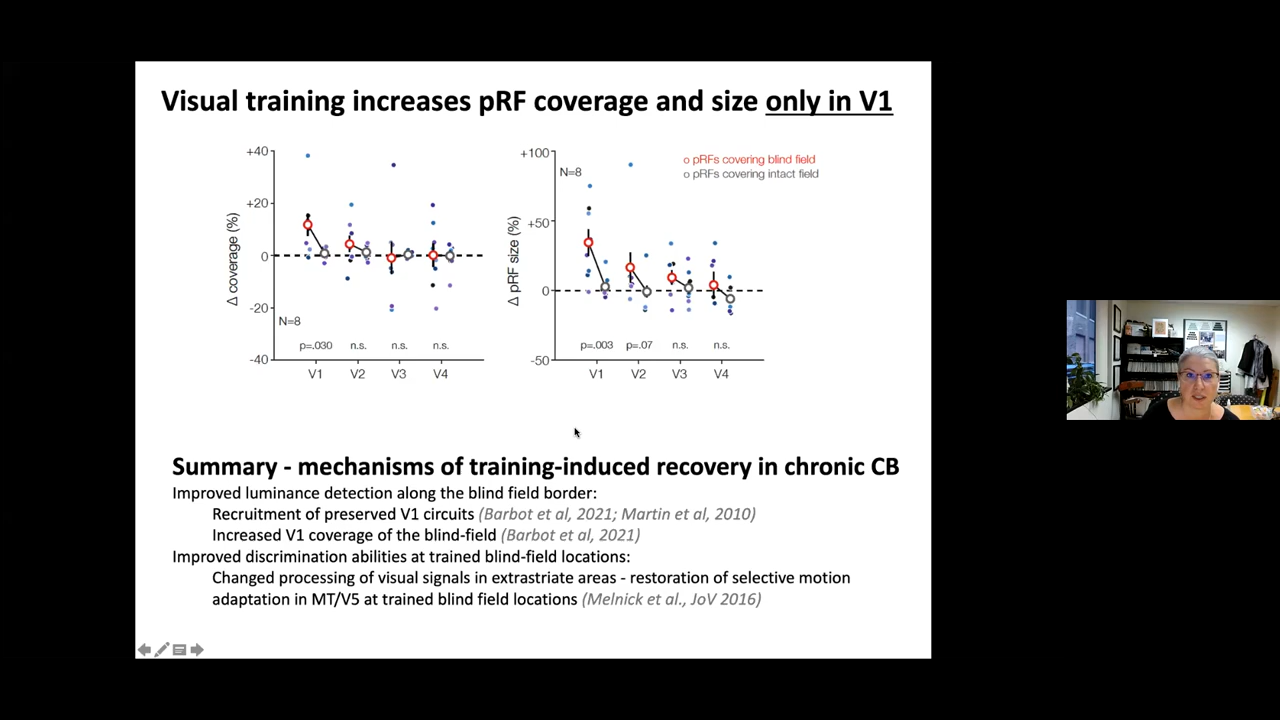 Visual training increases pRF coverage and size only in V1
+40
+20
0
-20
-40
Δ coverage (%)
N=8
p=.030
n.s.
n.s.
n.s.
V1
V2
V3
V4
+100
+50
0
-50
Δ pRF size (%)
N=8
o pRFs covering blind field
o pRFs covering intact field
p=.003
p=.07
n.s.
n.s.
V1
V2
V3
V4
Summary - mechanisms of training-induced recovery in chronic CB
Improved luminance detection along the blind field border:
Recruitment of preserved V1 circuits (Barbot et al, 2021; Martin et al, 2010)
Increased V1 coverage of the blind-field (Barbot et al, 2021)
Improved discrimination abilities at trained blind-field locations:
Changed processing of visual signals in extrastriate areas - restoration of selective motion
adaptation in MT/V5 at trained blind field locations (Melnick et al., JoV 2016)